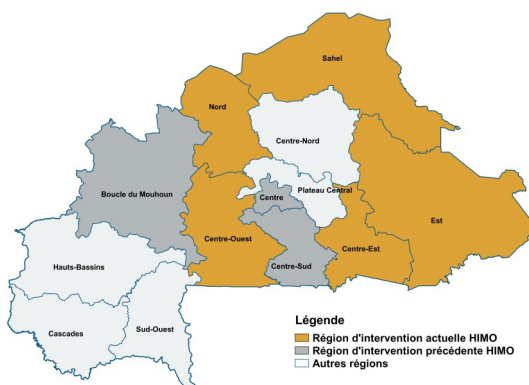 Sahel
Nord
Centre-Nord
Boucle du Mouhoun
Plateau Central
Centre
Est
Centre-Ouest
Centre-Est
Hauts-Bassins
Centre-Sud
Cascades
Sud-Ouest
Légende
Région d'intervention actuelle HIMO
Région d'intervention précédente HIMO
Autres régions